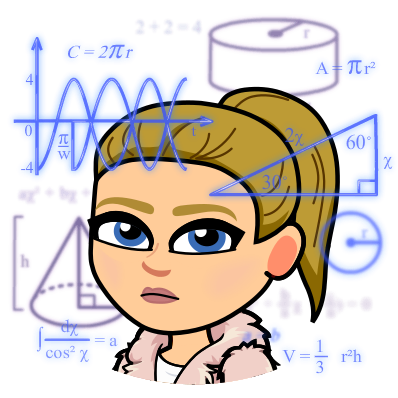 2 + 2 = 4
r
C = 2πr
A = πr²
4
0
π
w
t
-4
2χ
60°
χ
30°
r
h
∫ dχ / cos² χ = a
V = 1/3 r²h